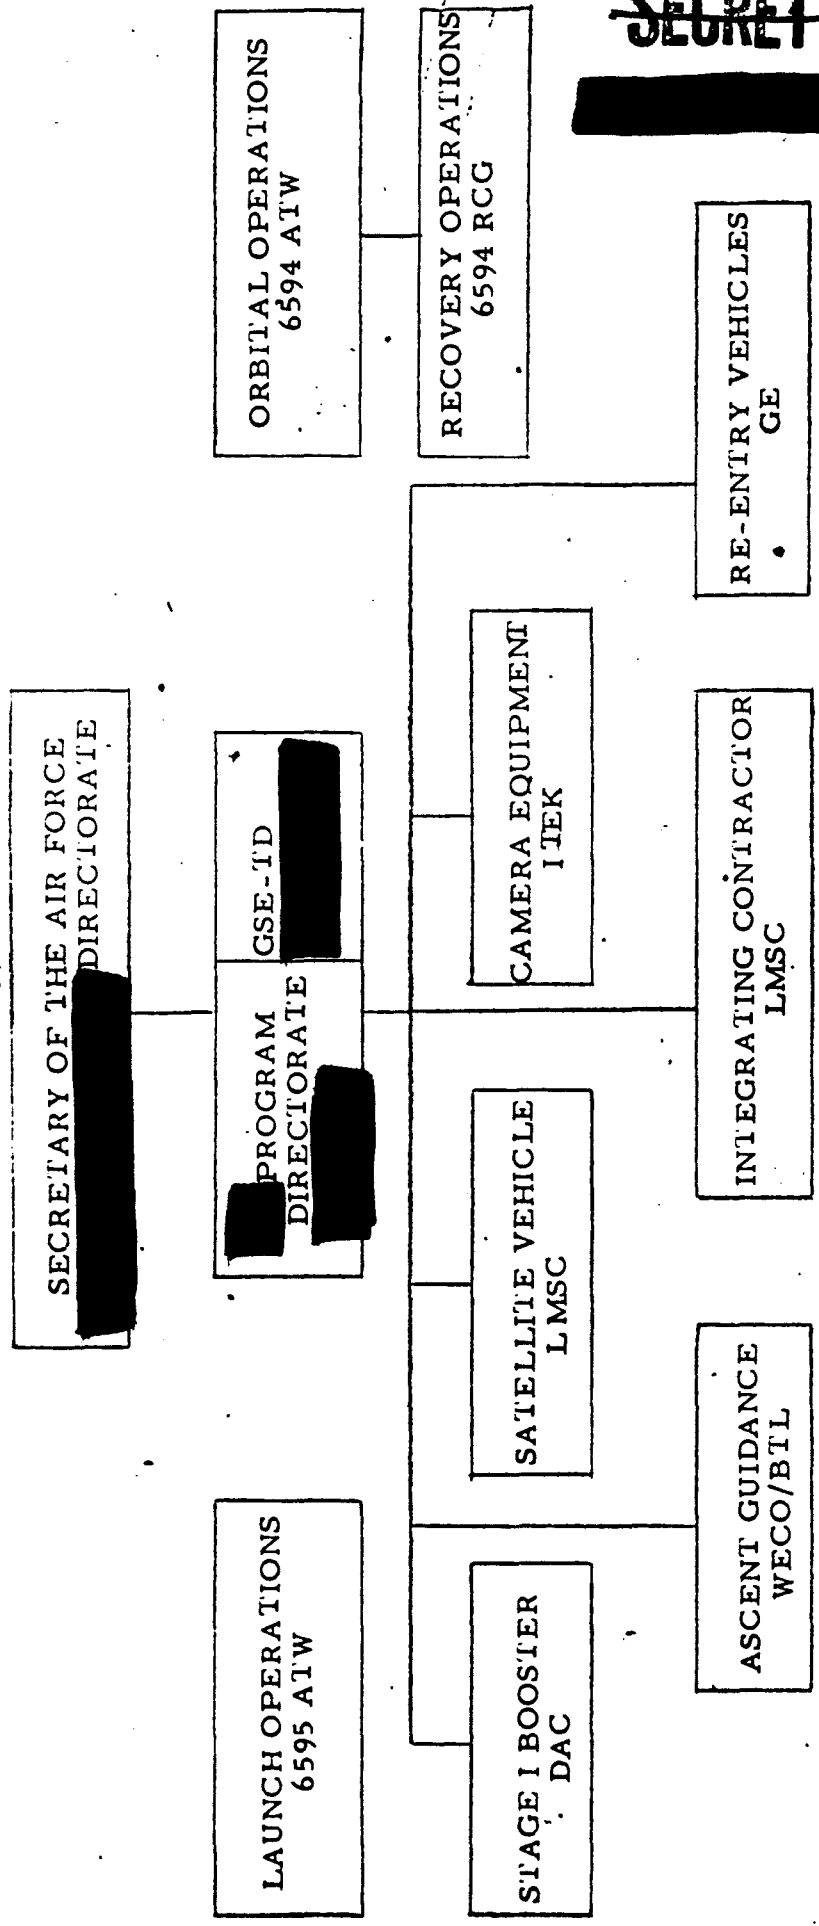 SECRET
SECRETARY OF THE AIR FORCE
DIRECTORATE
LAUNCH OPERATIONS
6595 ATW
PROGRAM
DIRECTORATE
GSE-TD
ORBITAL OPERATIONS
6594 ATW
RECOVERY OPERATIONS
6594 RCG
STAGE I BOOSTER
DAC
SATELLITE VEHICLE
LMSC
CAMERA EQUIPMENT
ITEK
ASCENT GUIDANCE
WECO/BTL
INTEGRATING CONTRACTOR
LMSC
RE-ENTRY VEHICLES
GE